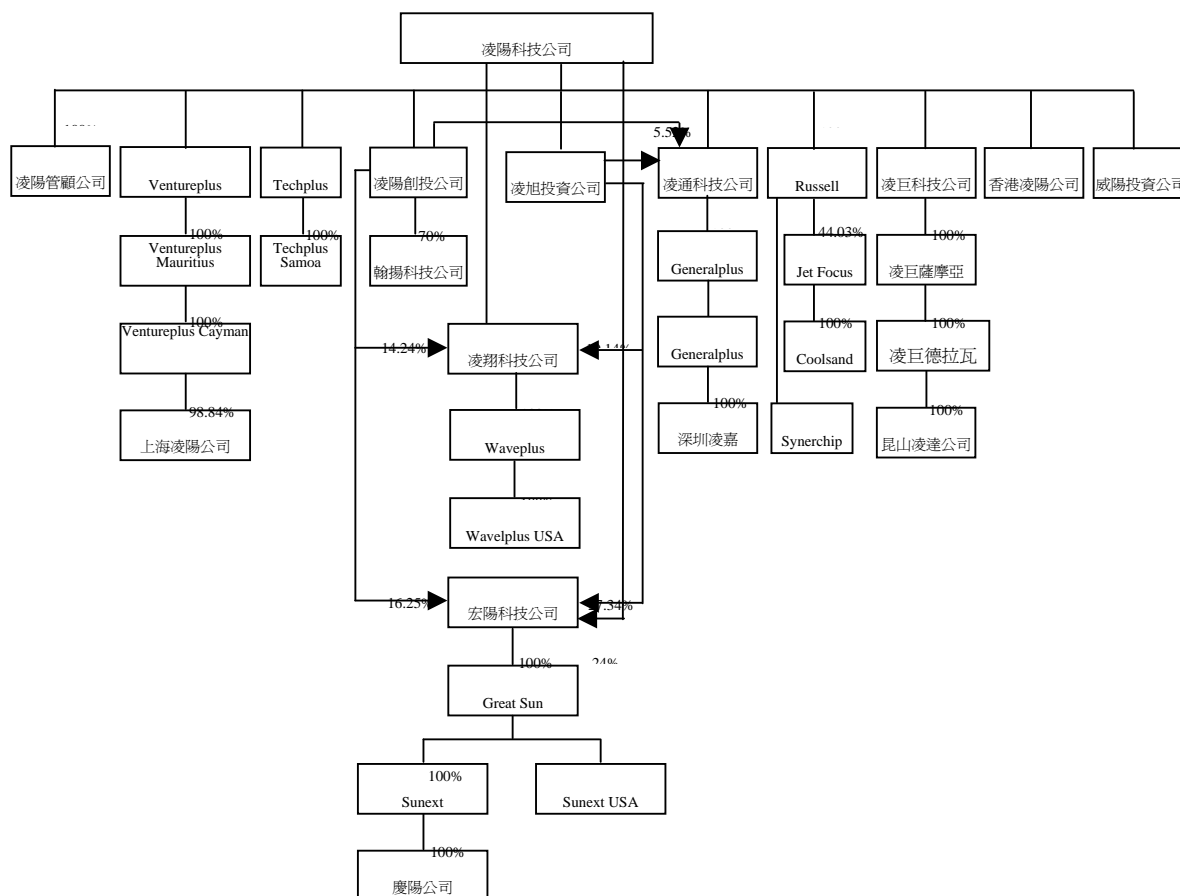 凌陽科技公司
5.52%
凌陽管顧公司
Ventureplus
Techplus
凌陽創投公司
凌旭投資公司
凌通科技公司
Russell
凌巨科技公司
香港凌陽公司
威陽投資公司
100%
100%
70%
44.03%
100%
Ventureplus
Mauritius
Techplus
Samoa
翰揚科技公司
Generalplus
Jet Focus
凌巨薩摩亞
100%
100%
100%
Ventureplus Cayman
14.24%
凌翔科技公司
Generalplus
Coolsand
凌巨德拉瓦
98.84%
100%
100%
上海凌陽公司
Waveplus
深圳凌嘉
Synerchip
昆山凌達公司
Wavelplus USA
16.25%
宏陽科技公司
100%
24%
Great Sun
100%
Sunext
Sunext USA
100%
慶陽公司